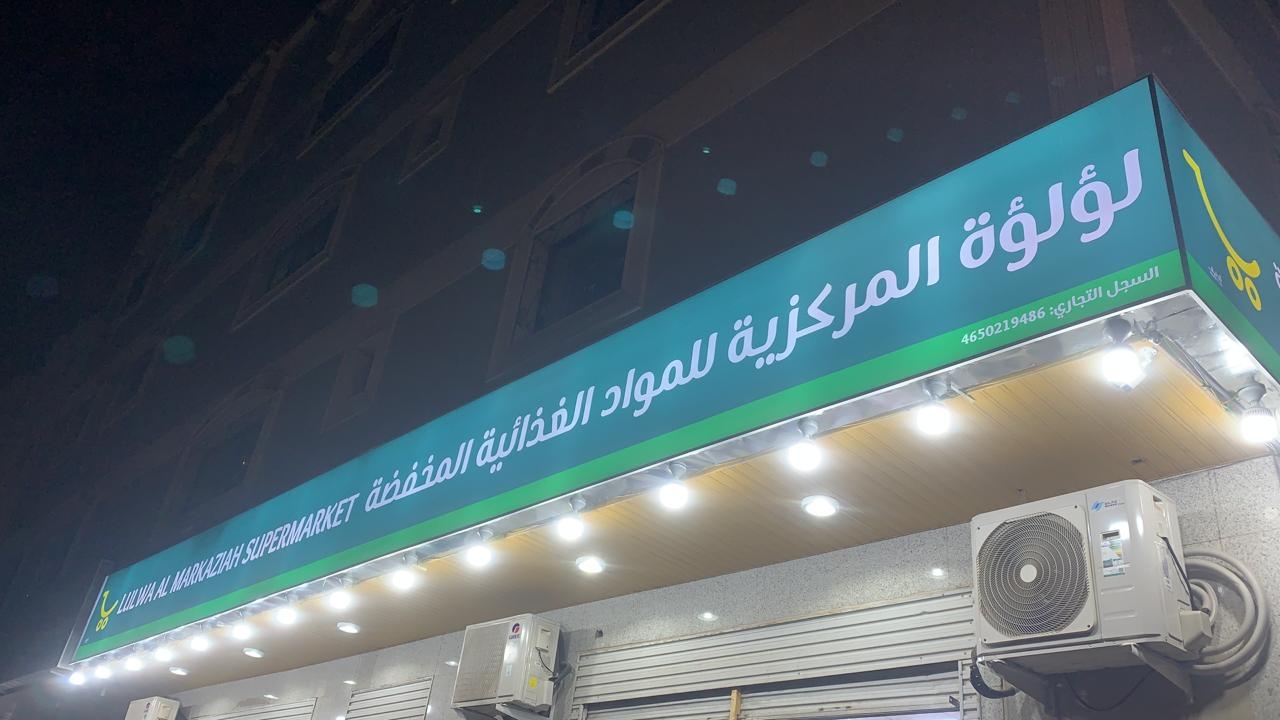 لؤلؤة المركزية للمواد الغذائية المخفضة LULWA AL MARKAZIAH SUPERMARKET
السجل التجاري: 4650219486